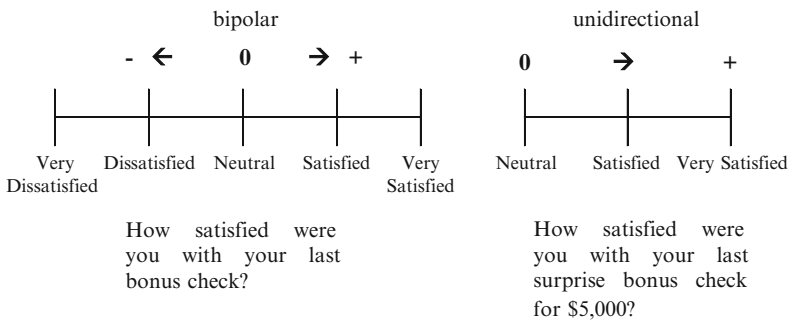 bipolar
- ← 0 → +
Very Dissatisfied Neutral Satisfied Very
Dissatisfied Satisfied
How satisfied were
you with your last
bonus check?
unidirectional
0 → +
Neutral Satisfied Very Satisfied
How satisfied were
you with your last
surprise bonus check
for $5,000?